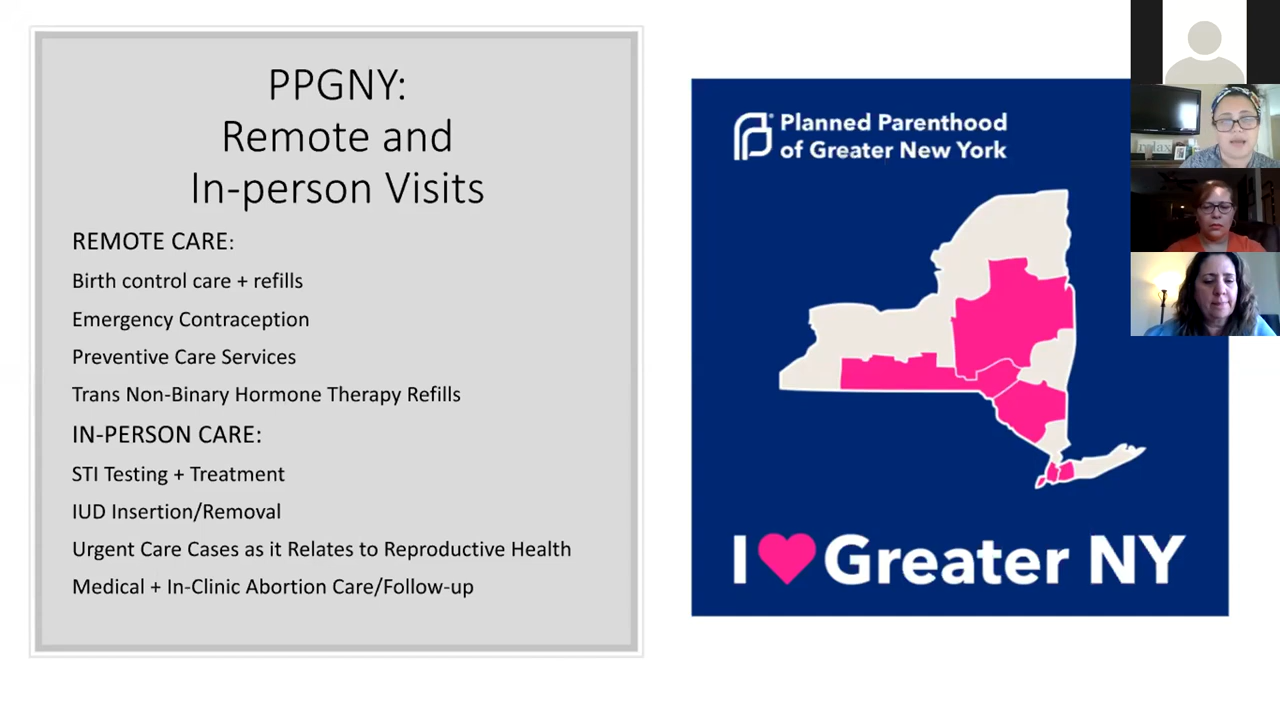 PPGNY:
Remote and
In-person Visits
REMOTE CARE:
Birth control care + refills
Emergency Contraception
Preventive Care Services
Trans Non-Binary Hormone Therapy Refills
IN-PERSON CARE:
STI Testing + Treatment
IUD Insertion/Removal
Urgent Care Cases as it Relates to Reproductive Health
Medical + In-Clinic Abortion Care/Follow-up
Planned Parenthood
of Greater New York
I Greater NY
relax